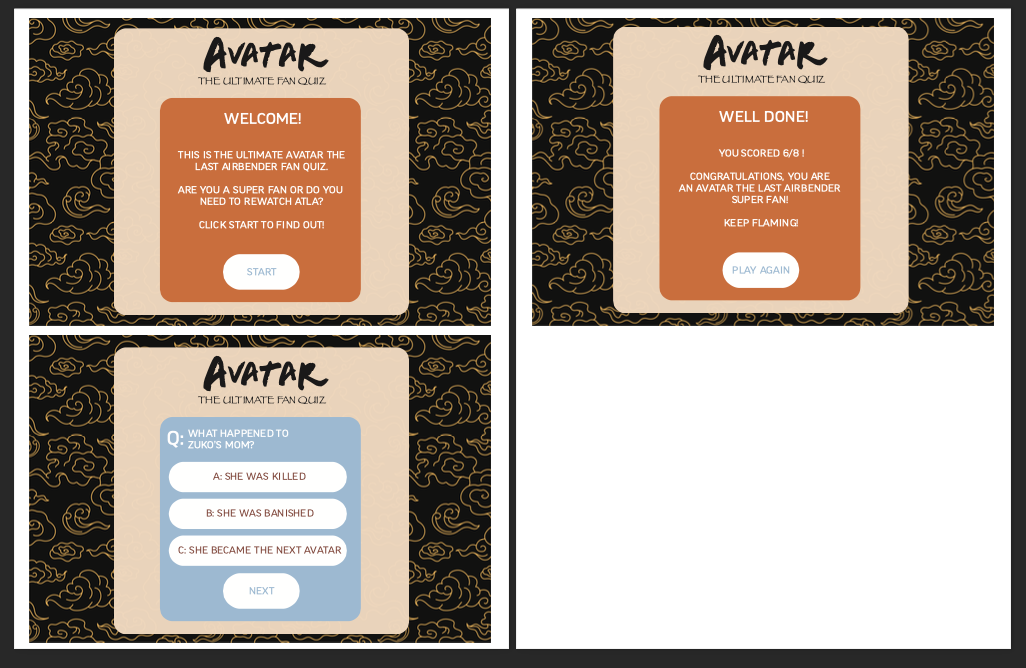 AVATAR
THE ULTIMATE FAN QUIZ
WELCOME!
THIS IS THE ULTIMATE AVATAR THE
LAST AIRBENDER FAN QUIZ.
ARE YOU A SUPER FAN OR DO YOU
NEED TO REWATCH ATLA?
CLICK START TO FIND OUT!
START
AVATAR
THE ULTIMATE FAN QUIZ
Q: WHAT HAPPENED TO
ZUKO'S MOM?
A: SHE WAS KILLED
B: SHE WAS BANISHED
C: SHE BECAME THE NEXT AVATAR
NEXT
AVATAR
THE ULTIMATE FAN QUIZ
WELL DONE!
YOU SCORED 6/8 !
CONGRATULATIONS, YOU ARE
AN AVATAR THE LAST AIRBENDER
SUPER FAN!
KEEP FLAMING!
PLAY AGAIN